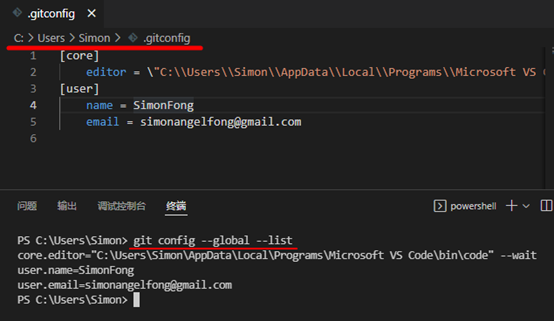 .gitconfig
C: > Users > Simon > .gitconfig
1 [core]
2 editor = \"C:\\Users\\Simon\\AppData\\Local\\Programs\\Microsoft VS C
3 [user]
4 name = SimonFong
5 email = simonangelfong@gmail.com
6
问题 输出 调试控制台 终端 powershell
PS C:\Users\Simon> git config --global --list
core.editor="C:\Users\Simon\AppData\Local\Programs\Microsoft VS Code\bin\code" --wait
user.name=SimonFong
user.email=simonangelfong@gmail.com
PS C:\Users\Simon>